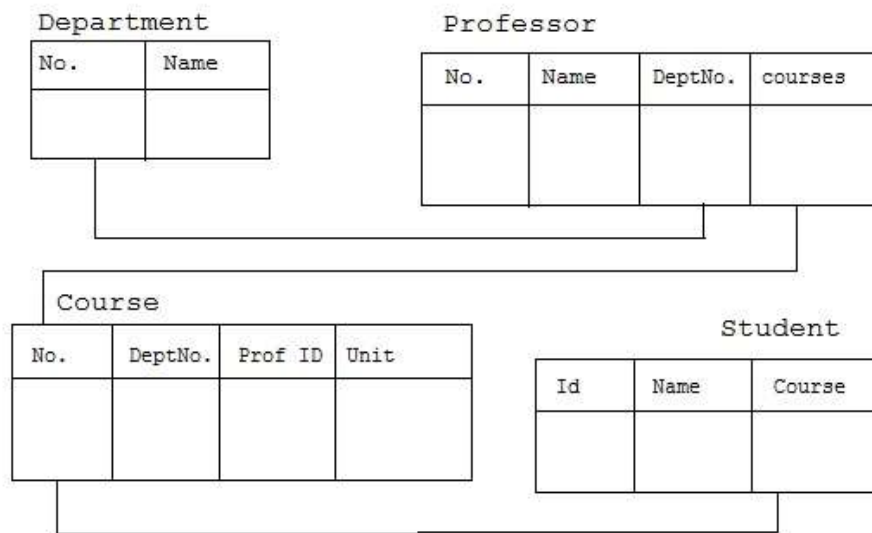 Department
No. Name
Professor
No. Name DeptNo. courses
Course
No. DeptNo. Prof ID Unit
Student
Id Name Course